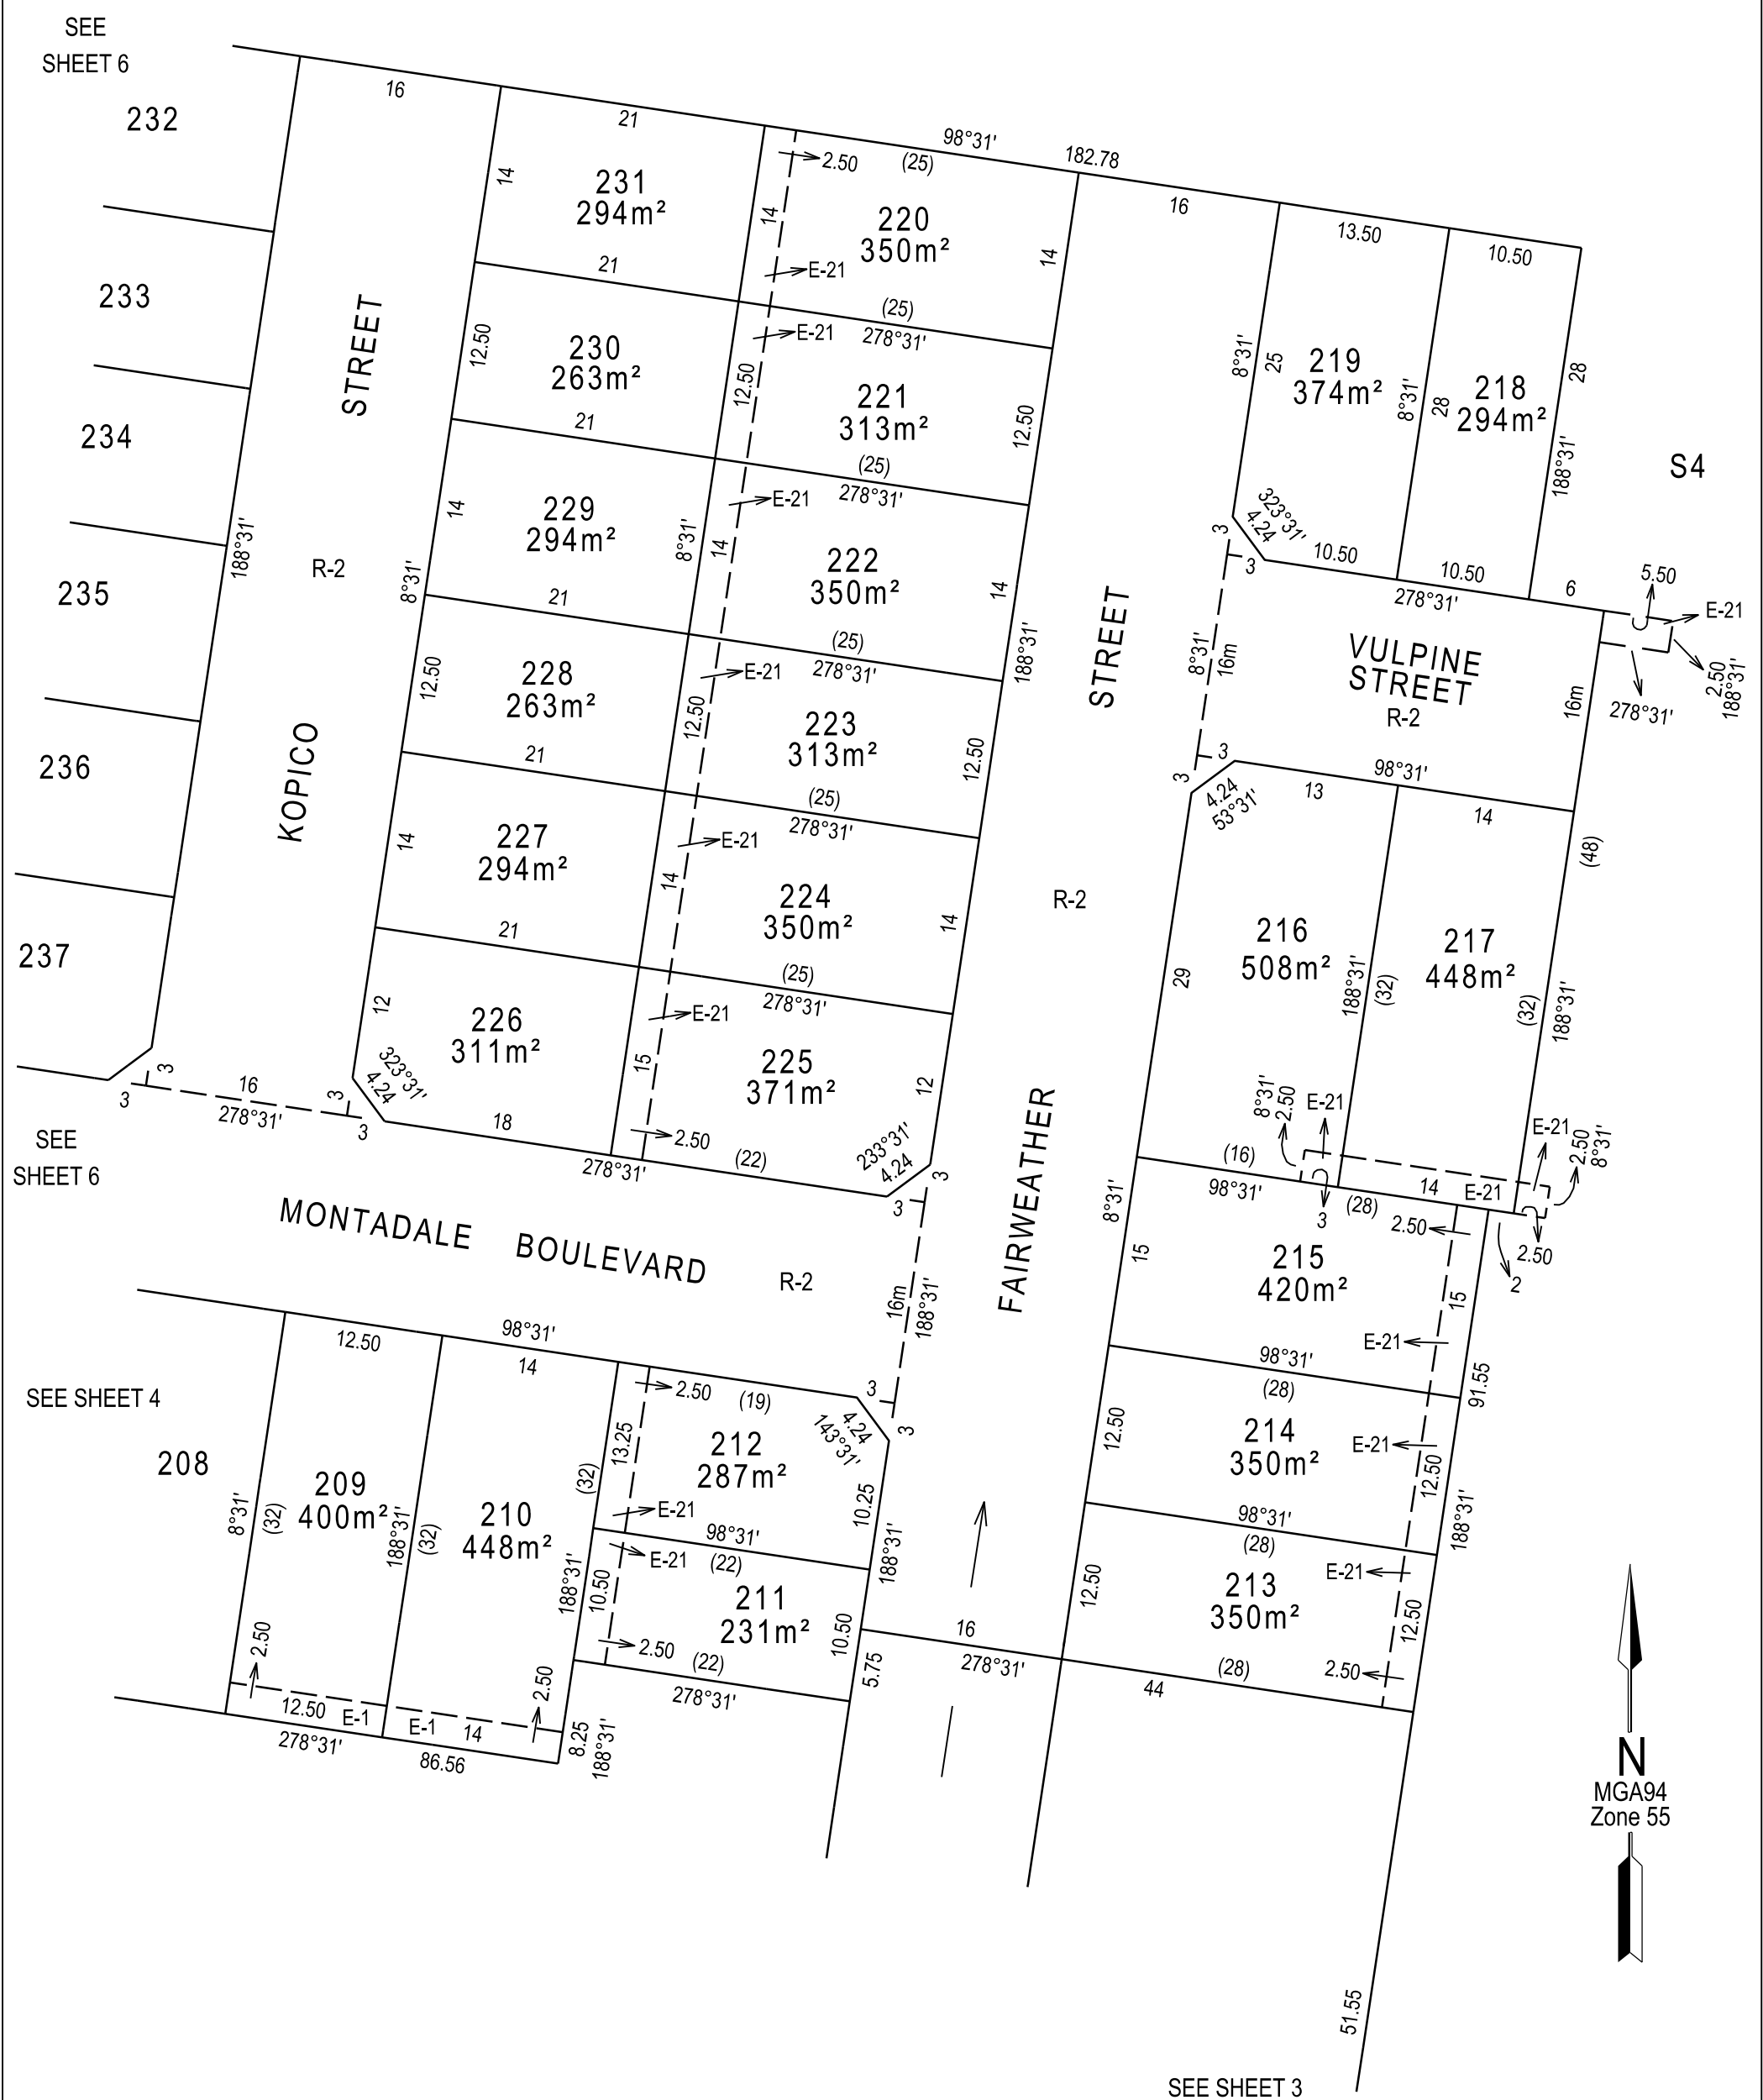 SEE
SHEET 6
232
233
234
235
236
237
SEE
SHEET 6
16
21
98°31'
182.78
16
13.50
10.50
2.50
(25)
14
231
294m²
14
220
350m²
14
E-21
21
(25)
278°31'
E-21
12.50
230
263m²
12.50
221
313m²
12.50
21
(25)
278°31'
E-21
14
229
294m²
8°31'
14
222
350m²
14
8°31'
21
(25)
278°31'
188°31'
E-21
12.50
228
263m²
12.50
223
313m²
12.50
21
(25)
278°31'
E-21
14
227
294m²
14
224
350m²
14
21
(25)
278°31'
E-21
12
226
311m²
323°31'
4.24
15
225
371m²
12
2.50
233°31'
4.24
18
278°31'
(22)
3
3
188°31'
R-2
KOPICO
STREET
3
3
16
278°31'
3
3
8°31'
25
219
374m²
8°31'
28
218
294m²
28
188°31'
S4
323°31'
4.24
3
3
10.50
10.50
278°31'
6
5.50
E-21
2.50
188°31'
278°31'
VULPINE
STREET
R-2
16m
8°31'
16m
3
3
4.24
53°31'
13
98°31'
14
(48)
STREET
FAIRWEATHER
R-2
29
216
508m²
188°31'
(32)
217
448m²
(32)
188°31'
8°31'
2.50
E-21
E-21
2.50
8°31'
(16)
98°31'
3
(28)
14
E-21
2.50
2.50
2
8°31'
15
215
420m²
15
E-21
98°31'
(28)
91.55
12.50
214
350m²
E-21
12.50
98°31'
(28)
188°31'
12.50
213
350m²
E-21
12.50
2.50
(28)
44
16
278°31'
MONTADALE BOULEVARD
R-2
16m
188°31'
3
3
SEE SHEET 4
208
12.50
98°31'
14
2.50
(19)
4.24
143°31'
8°31'
(32)
209
400m²
188°31'
(32)
210
448m²
(32)
188°31'
13.25
212
287m²
10.25
E-21
98°31'
(22)
E-21
10.50
211
231m²
188°31'
10.50
2.50
(22)
278°31'
5.75
2.50
12.50
E-1
E-1
14
2.50
278°31'
86.56
8.25
188°31'
N
MGA94
Zone 55
51.55
SEE SHEET 3